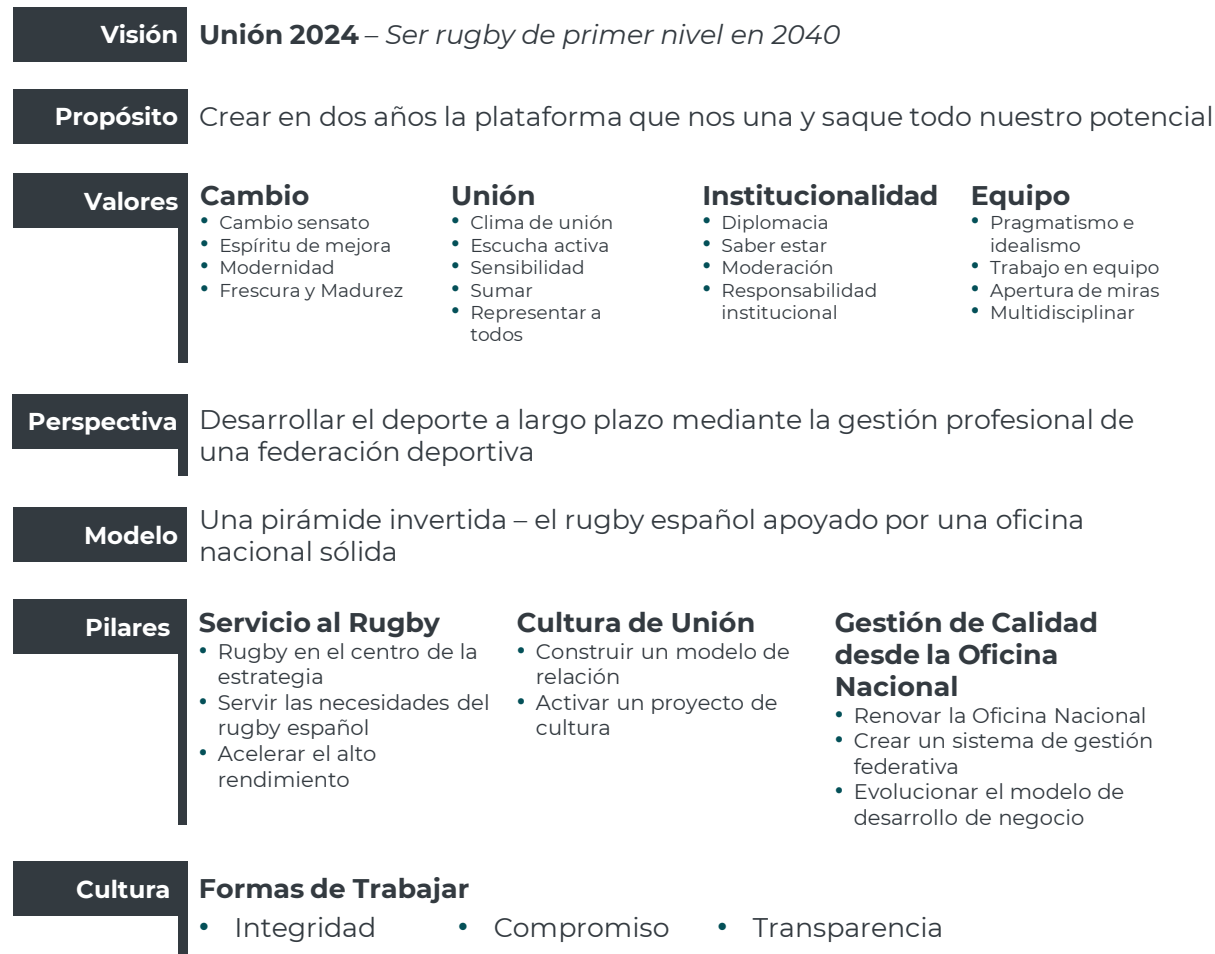 Visión
Unión 2024 – Ser rugby de primer nivel en 2040
Propósito
Crear en dos años la plataforma que nos una y saque todo nuestro potencial
Valores
Cambio
• Cambio sensato
• Espíritu de mejora
• Modernidad
• Frescura y Madurez
Unión
• Clima de unión
• Escucha activa
• Sensibilidad
• Sumar
• Representar a
todos
Institucionalidad
• Diplomacia
• Saber estar
• Moderación
• Responsabilidad
institucional
Equipo
• Pragmatismo e
idealismo
• Trabajo en equipo
• Apertura de miras
• Multidisciplinar
Perspectiva
Desarrollar el deporte a largo plazo mediante la gestión profesional de
una federación deportiva
Modelo
Una pirámide invertida – el rugby español apoyado por una oficina
nacional sólida
Pilares
Servicio al Rugby
• Rugby en el centro de la
estrategia
• Servir las necesidades del
rugby español
• Acelerar el alto
rendimiento
Cultura de Unión
• Construir un modelo de
relación
• Activar un proyecto de
cultura
Gestión de Calidad
desde la Oficina
Nacional
• Renovar la Oficina Nacional
• Crear un sistema de gestión
federativa
• Evolucionar el modelo de
desarrollo de negocio
Cultura
Formas de Trabajar
• Integridad
• Compromiso
• Transparencia